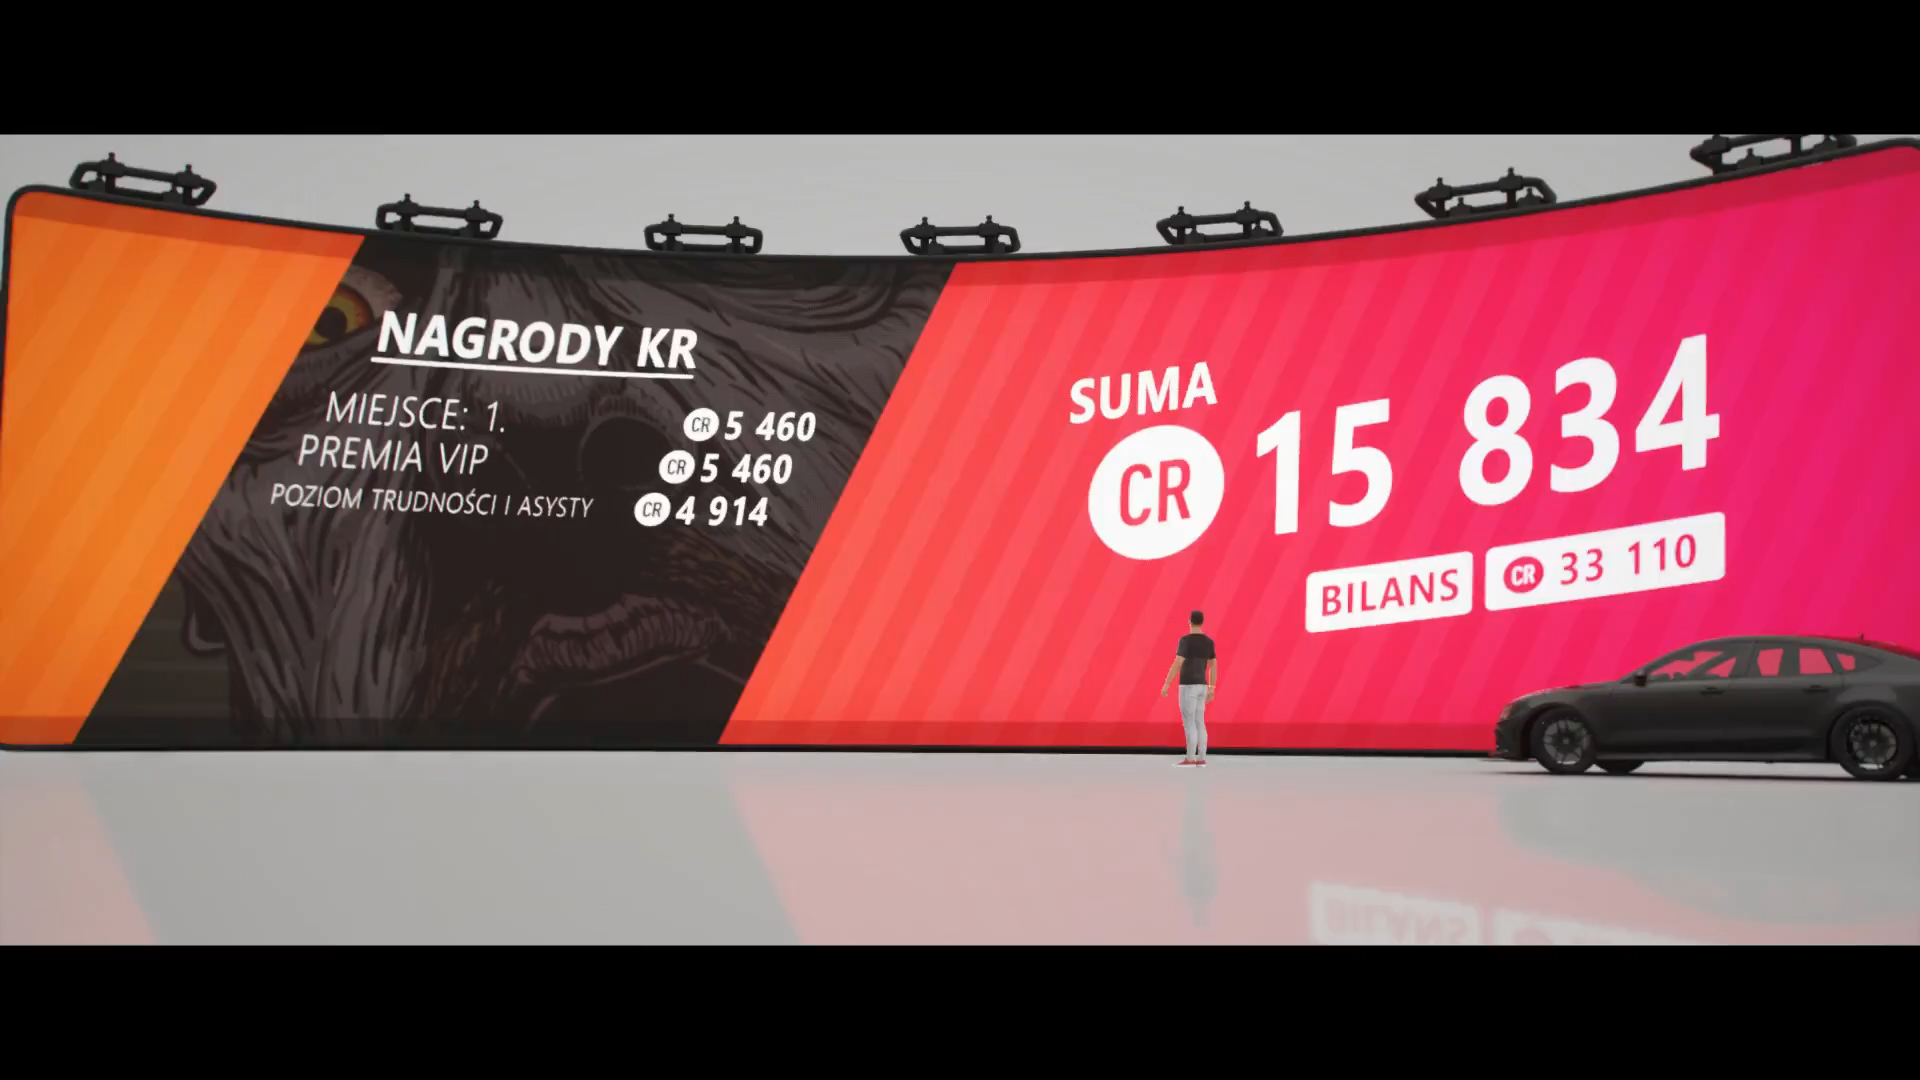 NAGRODY KR
MIEJSCE: 1. CR 5 460
PREMIA VIP CR 5 460
POZIOM TRUDNOŚCI I ASYSTY CR 4 914
SUMA
CR 15 834
BILANS CR 33 110